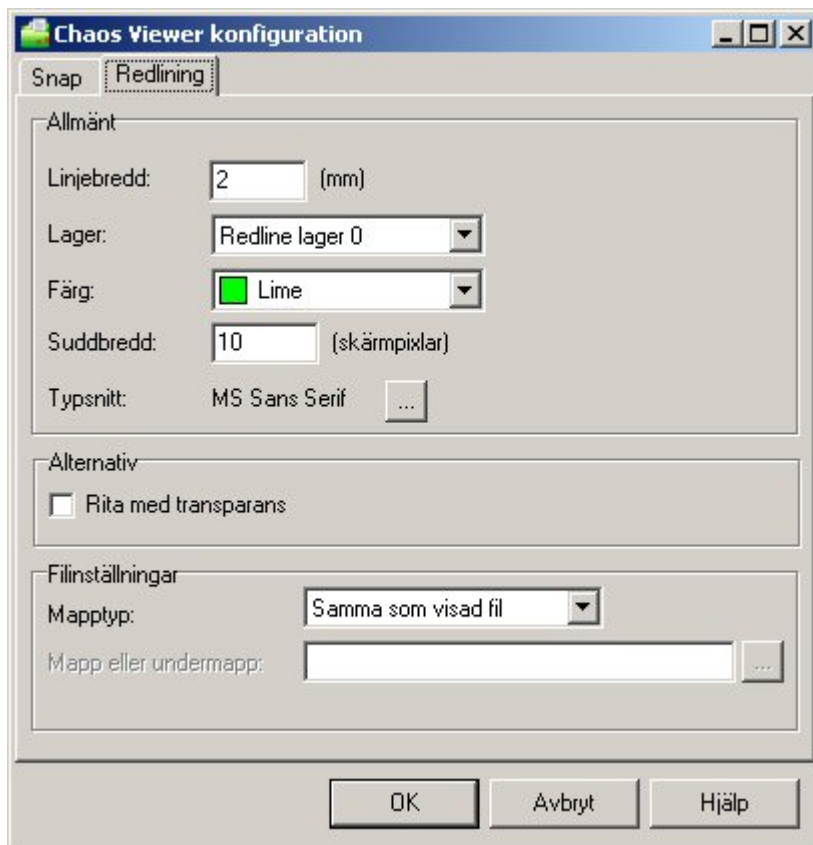 Chaos Viewer konfiguration
Snap Redlining
Allmänt
Linjebredd: 2 (mm)
Lager: Redline lager 0
Färg: Lime
Suddbredd: 10 (skärmpixlar)
Typsnitt: MS Sans Serif ...
Alternativ
Rita med transparans
Filinställningar
Mapptyp: Samma som visad fil
Mapp eller undermapp: ...
OK Avbryt Hjälp